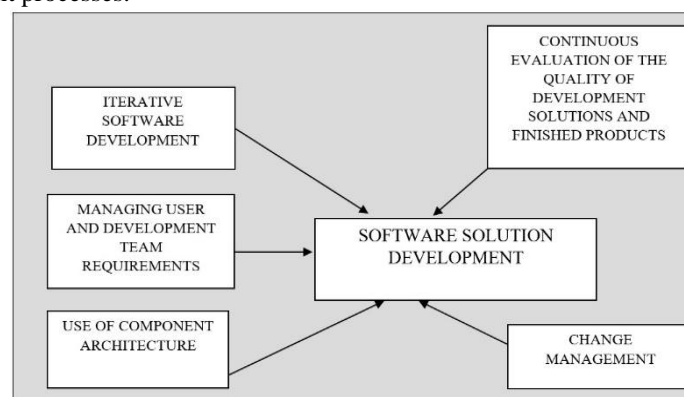 processes.
CONTINUOUS
EVALUATION OF THE
QUALITY OF
DEVELOPMENT
SOLUTIONS AND
FINISHED PRODUCTS
ITERATIVE
SOFTWARE
DEVELOPMENT
MANAGING USER
AND DEVELOPMENT
TEAM
REQUIREMENTS
SOFTWARE SOLUTION
DEVELOPMENT
USE OF COMPONENT
ARCHITECTURE
CHANGE
MANAGEMENT